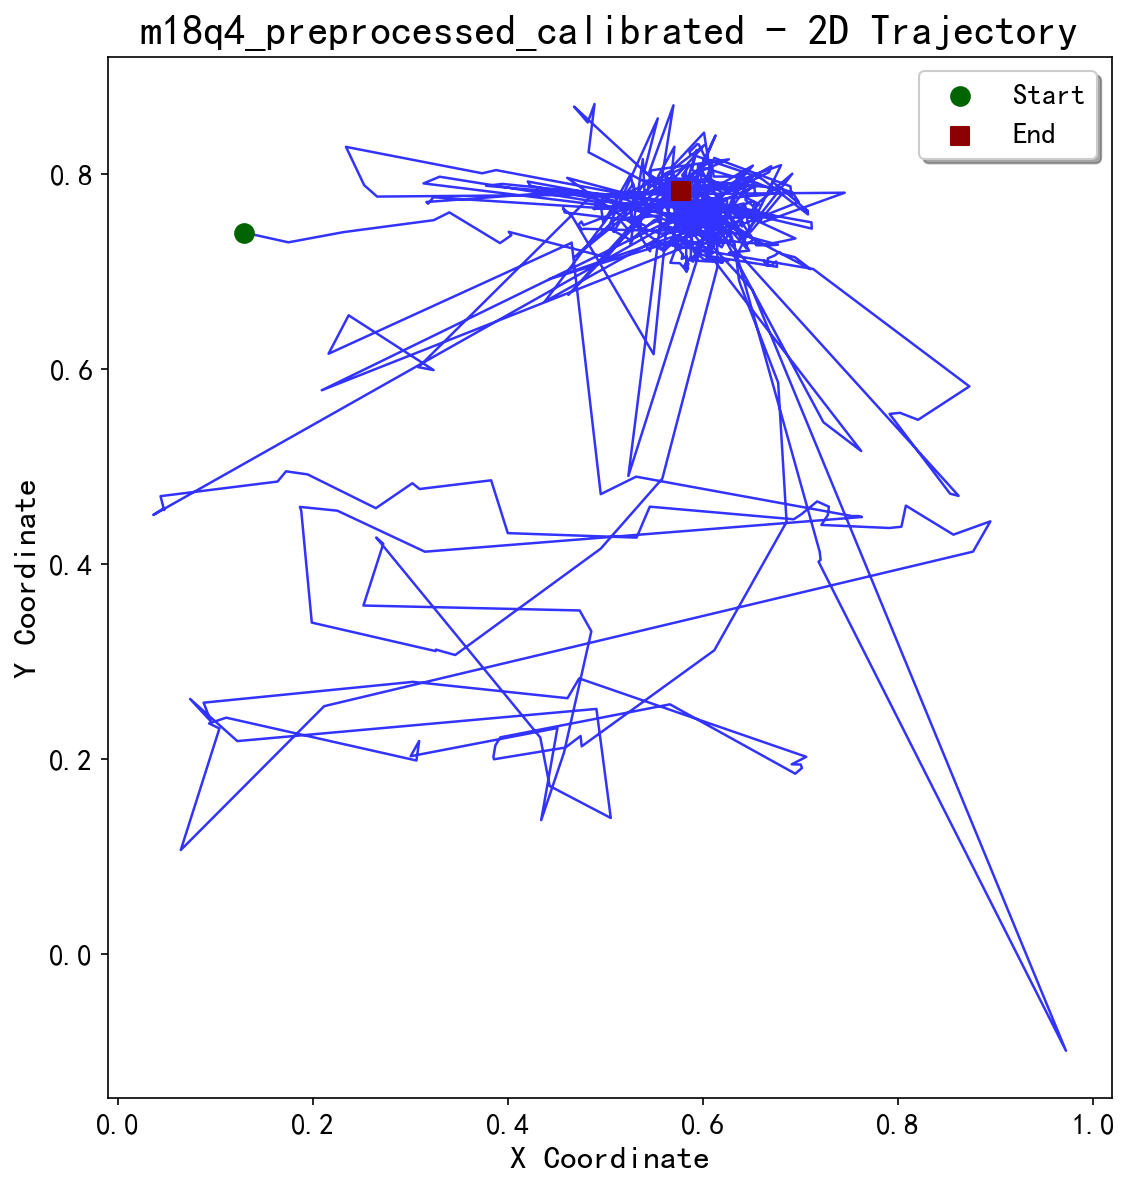 m18q4_preprocessed_calibrated - 2D Trajectory
Start
End
0.8
0.6
0.4
0.2
0.0
Y Coordinate
0.0 0.2 0.4 0.6 0.8 1.0
X Coordinate